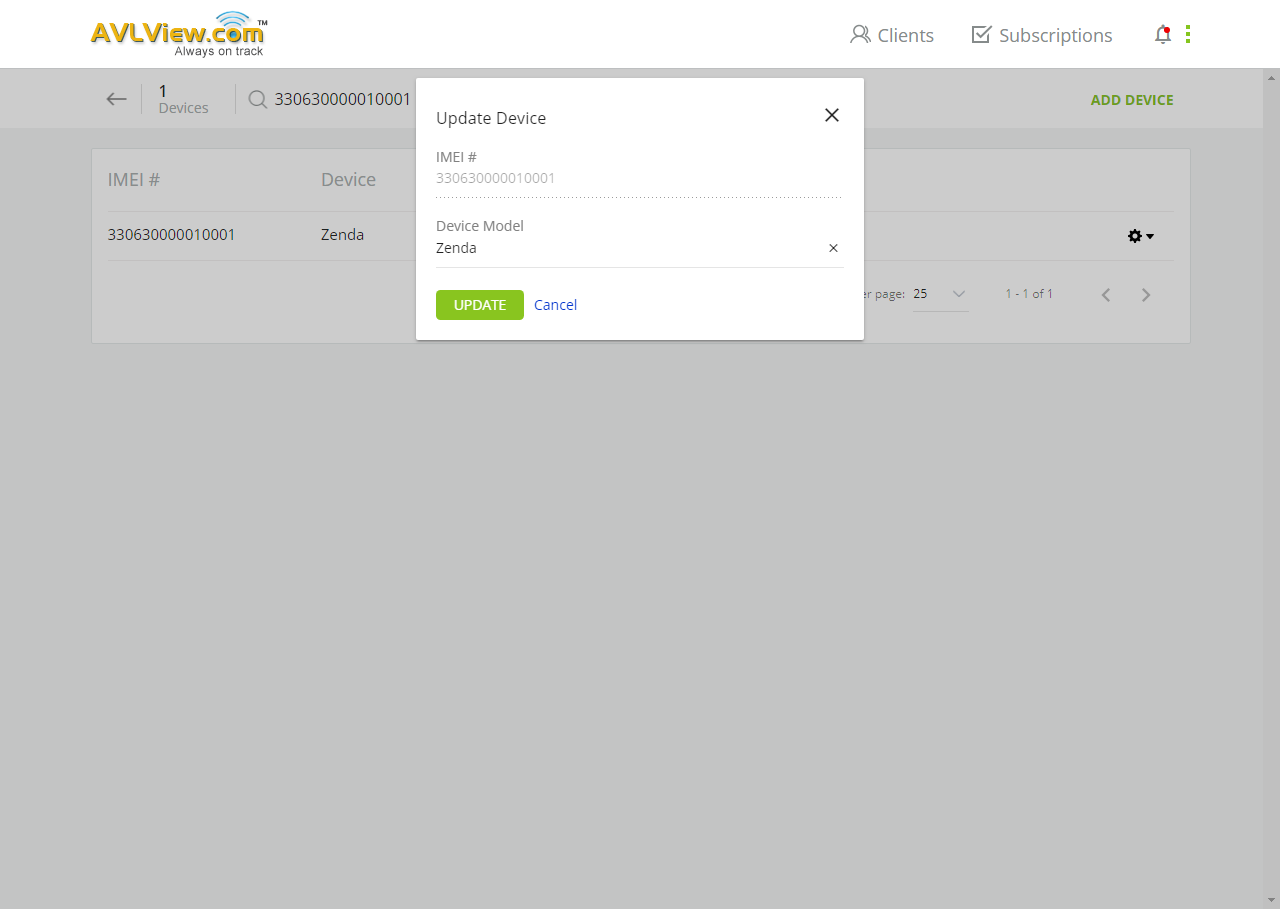 AVLView.com™
Always on track
Clients
Subscriptions
1
Devices
330630000010001
ADD DEVICE
IMEI #
Device
330630000010001
Zenda
Update Device
IMEI #
330630000010001
Device Model
Zenda
UPDATE
Cancel
page:
25
1 - 1 of 1